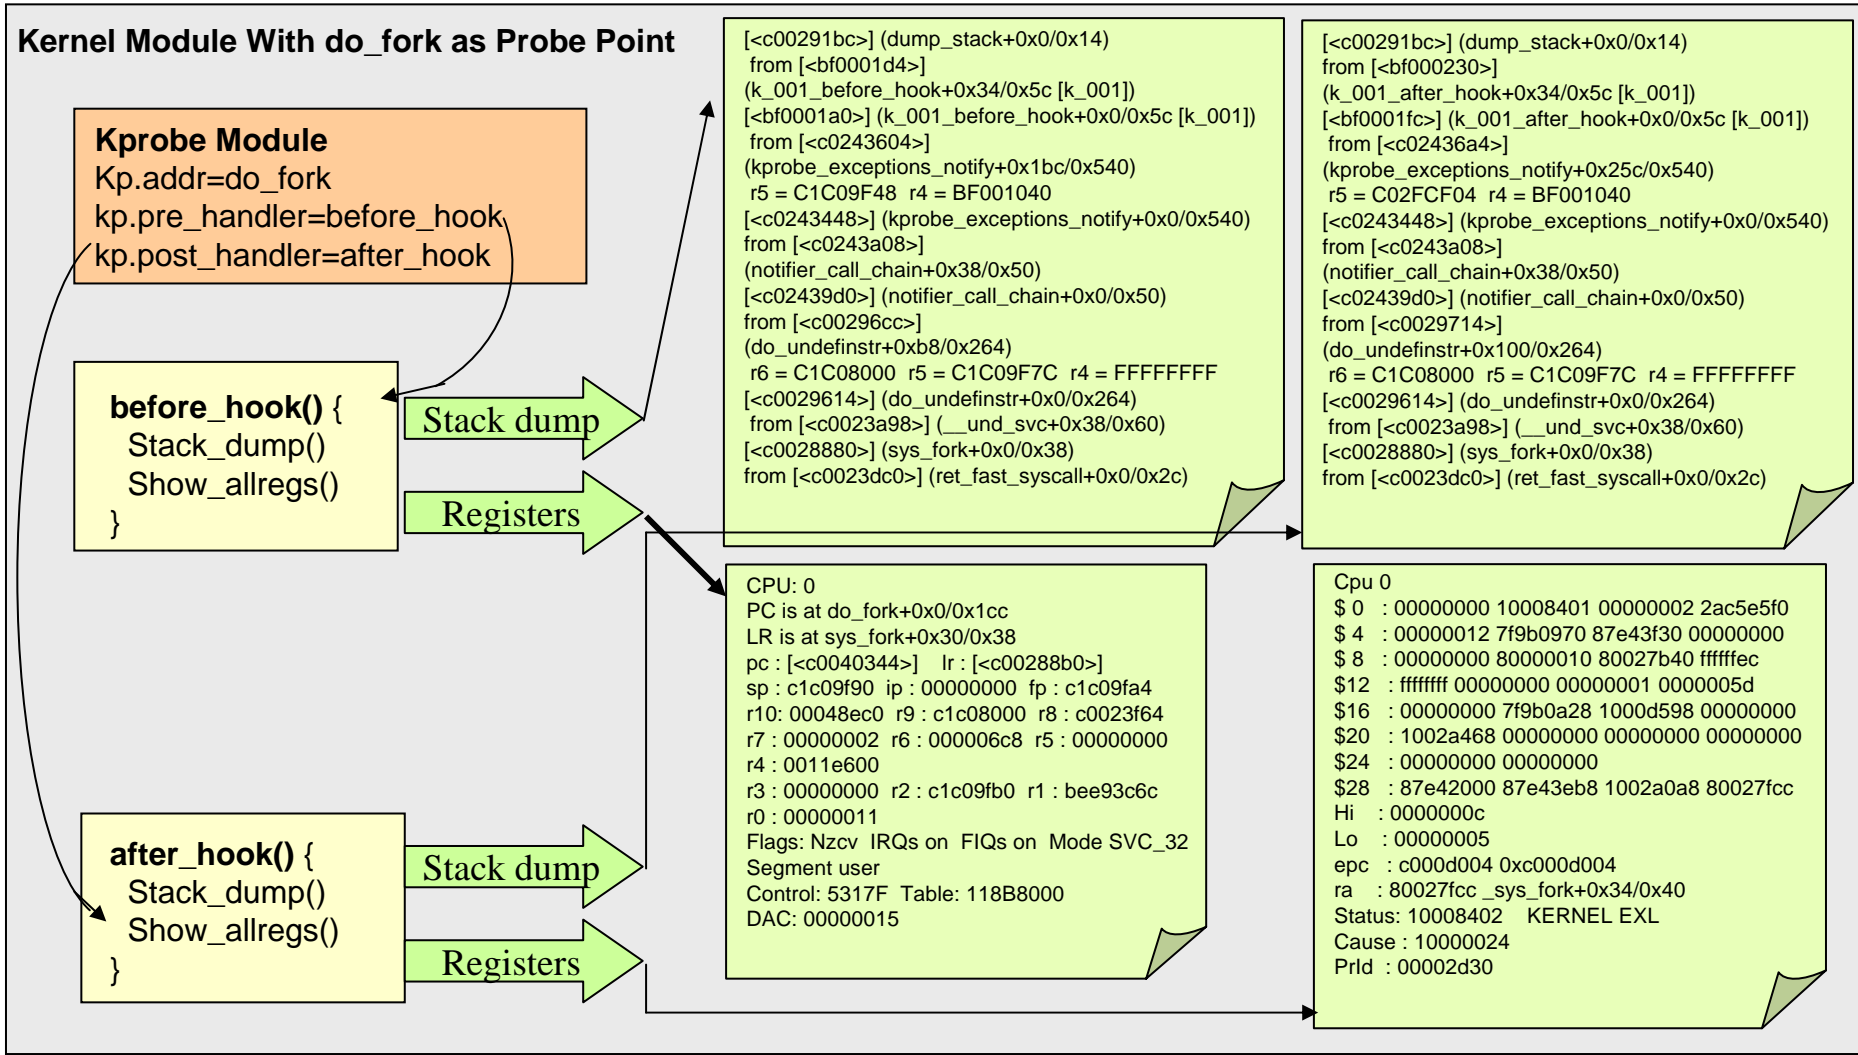 Kernel Module With do_fork as Probe Point
Kprobe Module
Kp.addr=do_fork
kp.pre_handler=before_hook
kp.post_handler=after_hook
before_hook() {
Stack_dump()
Show_allregs()
}
Stack dump
Registers
after_hook() {
Stack_dump()
Show_allregs()
}
Stack dump
Registers
[<c00291bc>] (dump_stack+0x0/0x14)
from [<bf0001d4>]
(k_001_before_hook+0x34/0x5c [k_001])
[<bf0001a0>] (k_001_before_hook+0x0/0x5c [k_001])
from [<c0243604>]
(kprobe_exceptions_notify+0x1bc/0x540)
r5 = C1C09F48 r4 = BF001040
[<c0243448>] (kprobe_exceptions_notify+0x0/0x540)
from [<c0243a08>]
(notifier_call_chain+0x38/0x50)
[<c02439d0>] (notifier_call_chain+0x0/0x50)
from [<c00296cc>]
(do_undefinstr+0xb8/0x264)
r6 = C1C08000 r5 = C1C09F7C r4 = FFFFFFFF
[<c0029614>] (do_undefinstr+0x0/0x264)
from [<c0023a98>] (__und_svc+0x38/0x60)
[<c0028880>] (sys_fork+0x0/0x38)
from [<c0023dc0>] (ret_fast_syscall+0x0/0x2c)
[<c00291bc>] (dump_stack+0x0/0x14)
from [<bf000230>]
(k_001_after_hook+0x34/0x5c [k_001])
[<bf0001fc>] (k_001_after_hook+0x0/0x5c [k_001])
from [<c02436a4>]
(kprobe_exceptions_notify+0x25c/0x540)
r5 = C02FCF04 r4 = BF001040
[<c0243448>] (kprobe_exceptions_notify+0x0/0x540)
from [<c0243a08>]
(notifier_call_chain+0x38/0x50)
[<c02439d0>] (notifier_call_chain+0x0/0x50)
from [<c0029714>]
(do_undefinstr+0x100/0x264)
r6 = C1C08000 r5 = C1C09F7C r4 = FFFFFFFF
[<c0029614>] (do_undefinstr+0x0/0x264)
from [<c0023a98>] (__und_svc+0x38/0x60)
[<c0028880>] (sys_fork+0x0/0x38)
from [<c0023dc0>] (ret_fast_syscall+0x0/0x2c)
CPU: 0
PC is at do_fork+0x0/0x1cc
LR is at sys_fork+0x30/0x38
pc : [<c0040344>] lr : [<c00288b0>]
sp : c1c09f90 ip : 00000000 fp : c1c09fa4
r10: 00048ec0 r9 : c1c08000 r8 : c0023f64
r7 : 00000002 r6 : 000006c8 r5 : 00000000
r4 : 0011e600
r3 : 00000000 r2 : c1c09fb0 r1 : bee93c6c
r0 : 00000011
Flags: Nzcv IRQs on FIQs on Mode SVC_32
Segment user
Control: 5317F Table: 118B8000
DAC: 00000015
Cpu 0
$ 0 : 00000000 10008401 00000002 2ac5e5f0
$ 4 : 00000012 7f9b0970 87e43f30 00000000
$ 8 : 00000000 80000010 80027b40 ffffffec
$12 : ffffffff 00000000 00000001 0000005d
$16 : 00000000 7f9b0a28 1000d598 00000000
$20 : 1002a468 00000000 00000000 00000000
$24 : 00000000 00000000
$28 : 87e42000 87e43eb8 1002a0a8 80027fcc
Hi : 0000000c
Lo : 00000005
epc : c000d004 0xc000d004
ra : 80027fcc _sys_fork+0x34/0x40
Status: 10008402 KERNEL EXL
Cause : 10000024
PrId : 00002d30